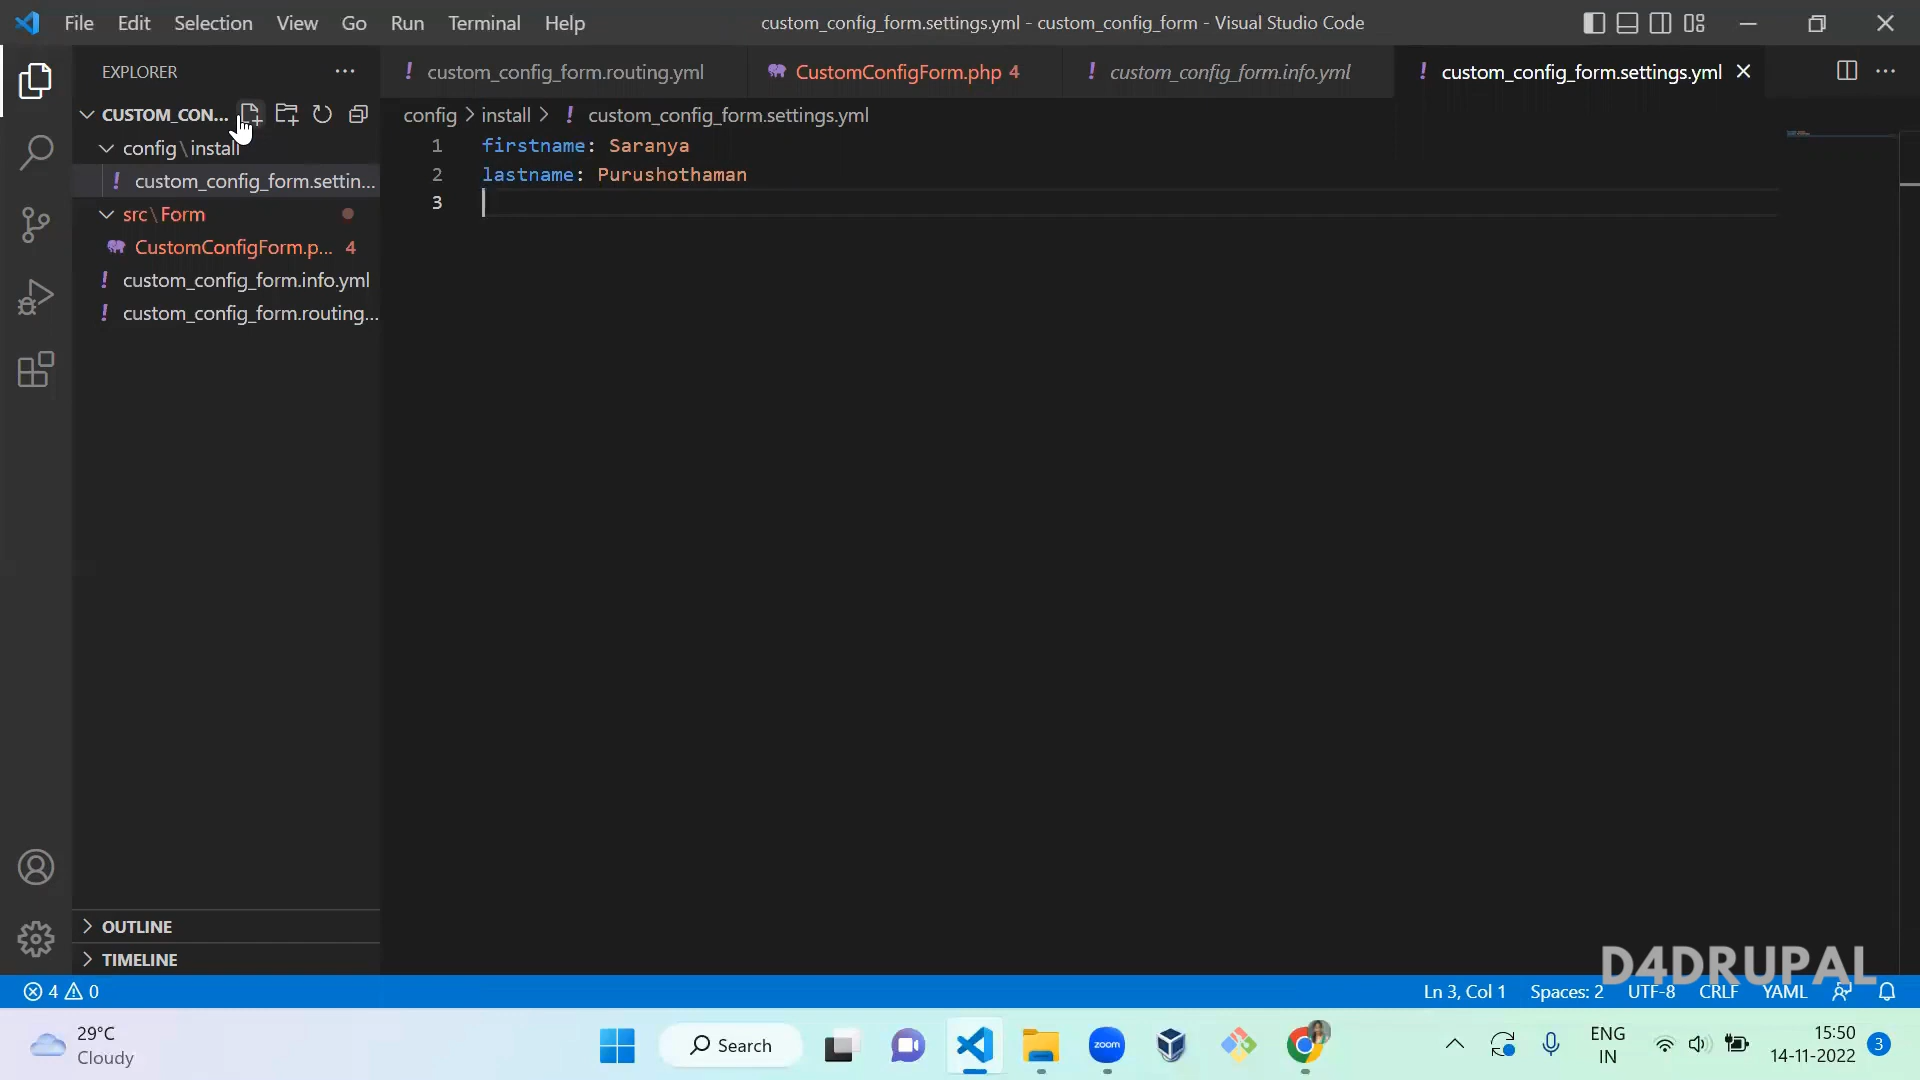 File Edit Selection View Go Run Terminal Help custom_config_form.settings.yml - custom_config_form - Visual Studio Code
EXPLORER ...
custom_config_form.routing.yml CustomConfigForm.php 4 custom_config_form.info.yml custom_config_form.settings.yml
CUSTOM_CON...
config > install > ! custom_config_form.settings.yml
config\install
! custom_config_form.settin...
src\Form
CustomConfigForm.p... 4
! custom_config_form.info.yml
! custom_config_form.routing...
1 firstname: Saranya
2 lastname: Purushothaman
3
OUTLINE
TIMELINE
D4DRUPAL
4 0 Ln 3, Col 1 Spaces: 2 UTF-8 CRLF YAML
29°C
Cloudy
Search
zoom
ENG
IN
15:50
14-11-2022
3